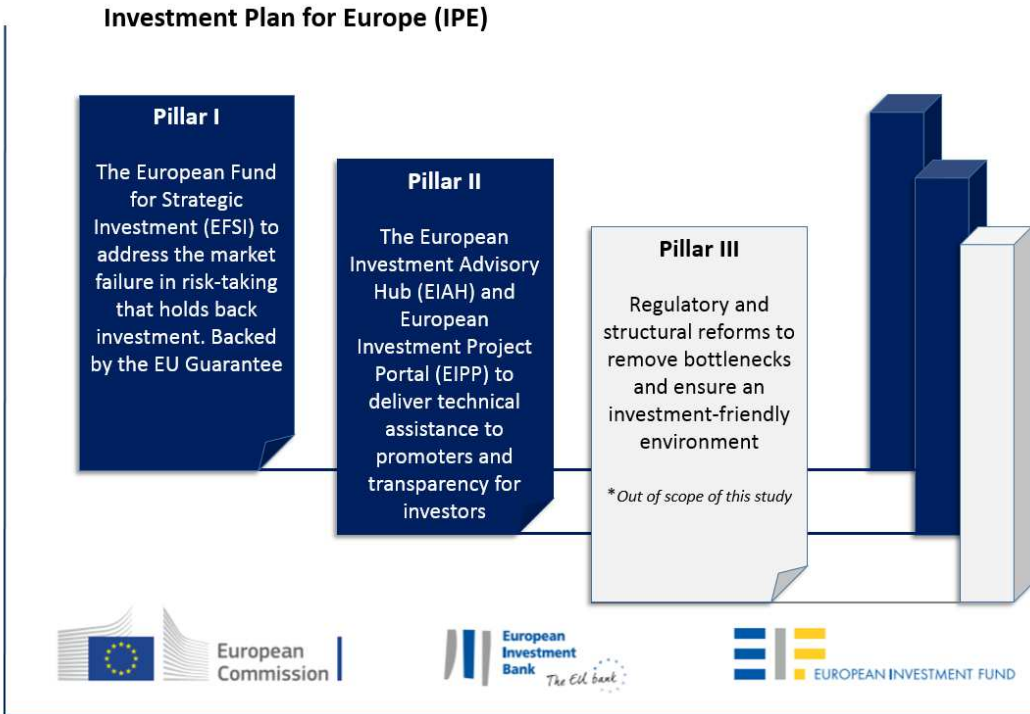 Investment Plan for Europe (IPE)
Pillar I
The European Fund
for Strategic
Investment (EFSI) to
address the market
failure in risk-taking
that holds back
investment. Backed
by the EU Guarantee
Pillar II
The European
Investment Advisory
Hub (EIAH) and
European
Investment Project
Portal (EIPP) to
deliver technical
assistance to
promoters and
transparency for
investors
Pillar III
Regulatory and
structural reforms to
remove bottlenecks
and ensure an
investment-friendly
environment
*Out of scope of this study
European
Commission
European
Investment
Bank
The EU bank
EIF
EUROPEAN INVESTMENT FUND